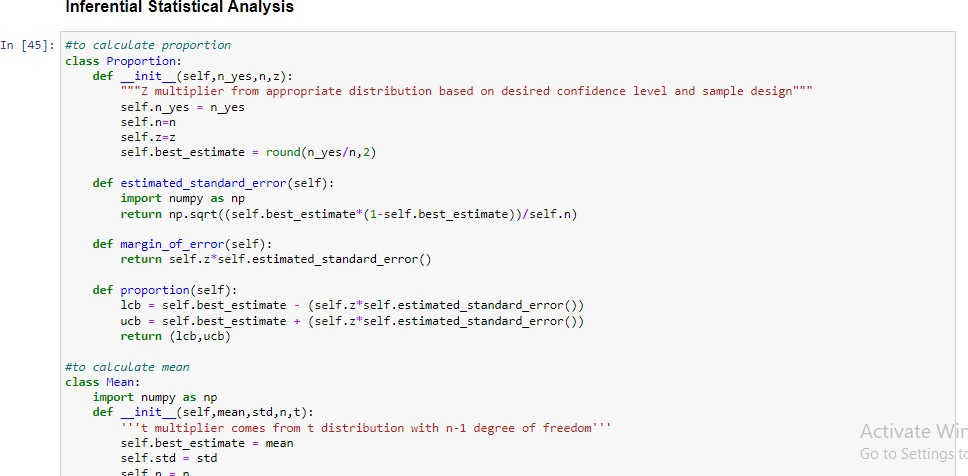 Inferential Statistical Analysis
In [45]: #to calculate proportion
class Proportion:
    def __init__(self,n_yes,n,z):
        """Z multiplier from appropriate distribution based on desired confidence level and sample design"""
        self.n_yes = n_yes
        self.n=n
        self.z=z
        self.best_estimate = round(n_yes/n,2)
    def estimated_standard_error(self):
        import numpy as np
        return np.sqrt((self.best_estimate*(1-self.best_estimate))/self.n)
    def margin_of_error(self):
        return self.z*self.estimated_standard_error()
    def proportion(self):
        lcb = self.best_estimate - (self.z*self.estimated_standard_error())
        ucb = self.best_estimate + (self.z*self.estimated_standard_error())
        return (lcb,ucb)
#to calculate mean
class Mean:
    import numpy as np
    def __init__(self,mean,std,n,t):
        '''t multiplier comes from t distribution with n-1 degree of freedom'''
        self.best_estimate = mean
        self.std = std
        self.n = n
Activate Win
Go to Settings to